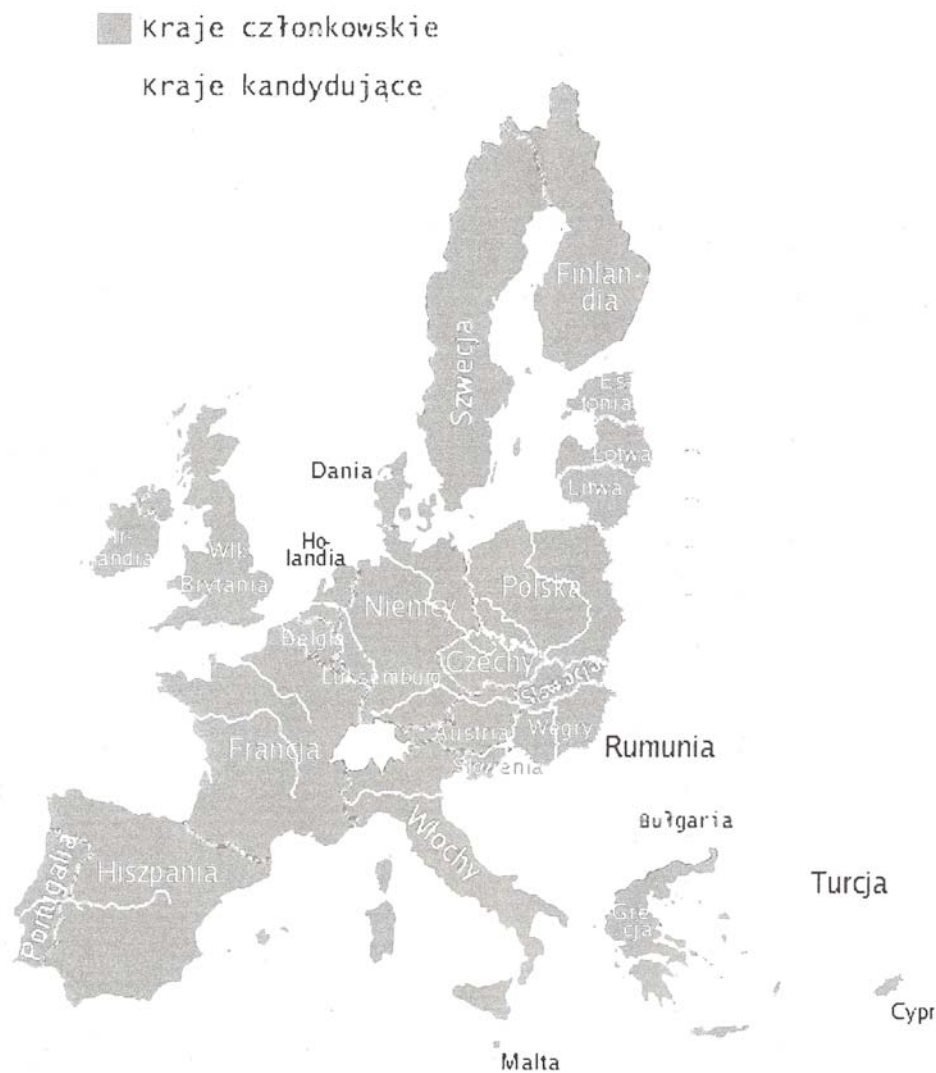 Kraje członkowskie
Kraje kandydujące
Finlan-
dia
Szwecja
Es-
tonia
Łotwa
Litwa
Dania
Ir-
landia
Wlk.
Brytania
Ho-
landia
Niemcy
Polska
Belgia
Luksemburg
Czechy
Słowacja
Francja
Austria
Węgry
Słowenia
Rumunia
Włochy
Bułgaria
Portugalia
Hiszpania
Gre-
cja
Turcja
Cypr
Malta